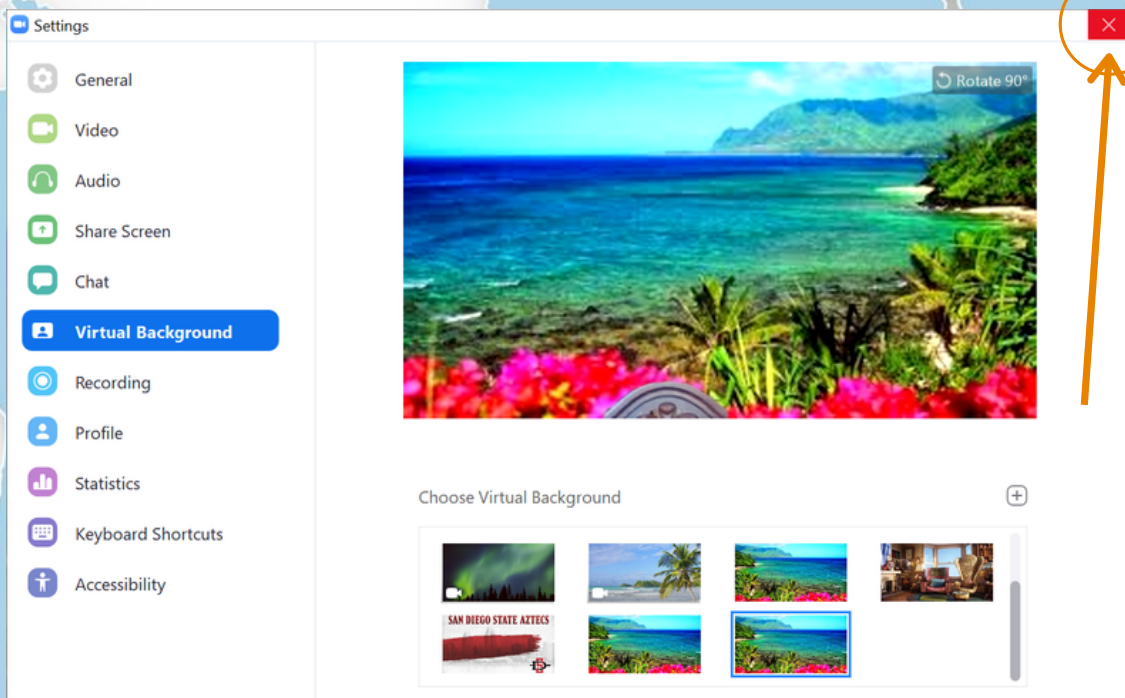 Settings
General
Video
Audio
Share Screen
Chat
Virtual Background
Recording
Profile
Statistics
Keyboard Shortcuts
Accessibility
Rotate 90°
Choose Virtual Background
SAN DIEGO STATE AZTECS